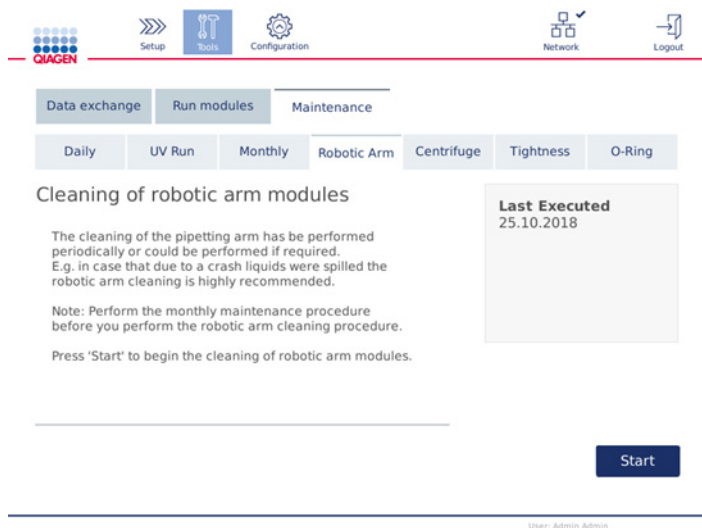 QIAGEN
Setup
Tools
Configuration
Network
Logout
Data exchange
Run modules
Maintenance
Daily
UV Run
Monthly
Robotic Arm
Centrifuge
Tightness
O-Ring
Cleaning of robotic arm modules
The cleaning of the pipetting arm has be performed
periodically or could be performed if required.
E.g. in case that due to a crash liquids were spilled the
robotic arm cleaning is highly recommended.
Note: Perform the monthly maintenance procedure
before you perform the robotic arm cleaning procedure.
Press 'Start' to begin the cleaning of robotic arm modules.
Last Executed
25.10.2018
Start
User: Admin Admin